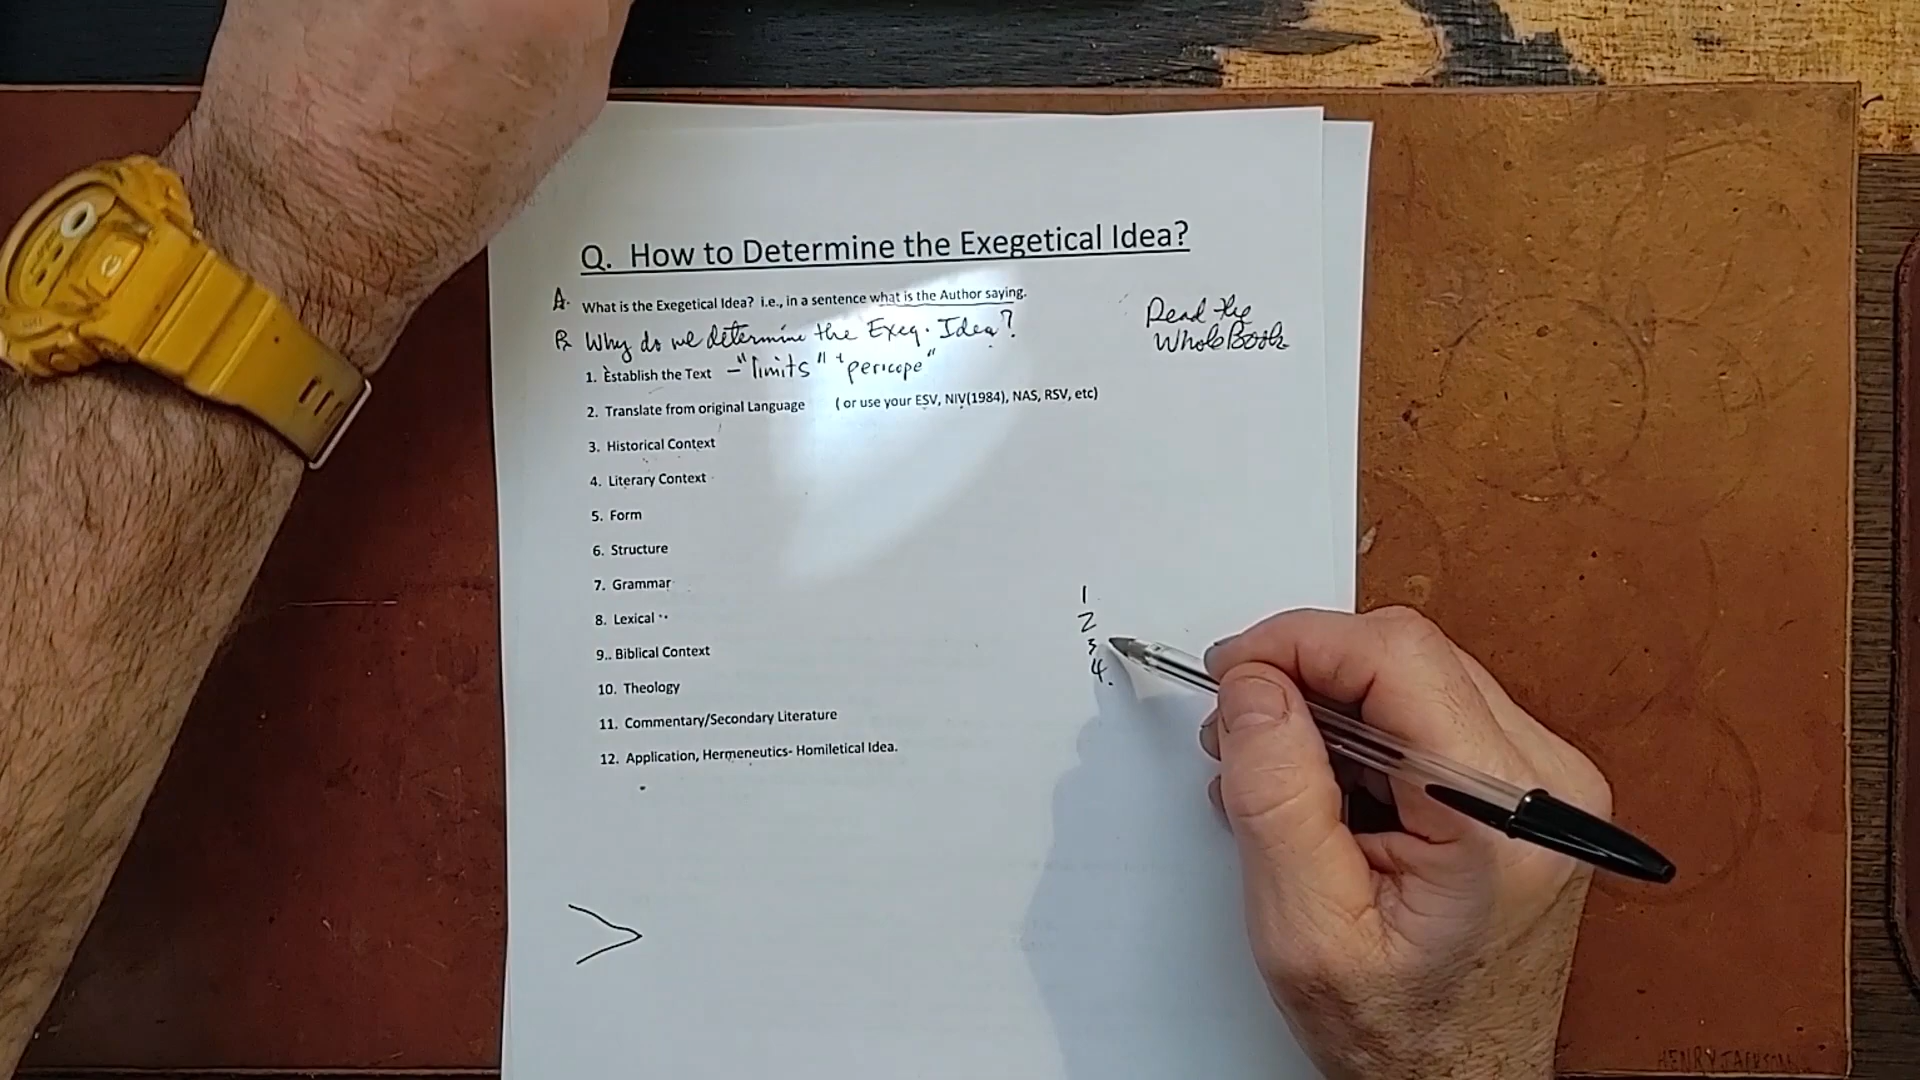 Q. How to Determine the Exegetical Idea?
A. What is the Exegetical Idea? i.e., in a sentence what is the Author saying.
B. Why do we determine the Exeg. Idea?
Read the
Whole Book
1. Establish the Text - "limits" + "pericope"
2. Translate from original Language ( or use your ESV, NIV(1984), NAS, RSV, etc)
3. Historical Context
4. Literary Context
5. Form
6. Structure
7. Grammar
8. Lexical
9.. Biblical Context
10. Theology
11. Commentary/Secondary Literature
12. Application, Hermeneutics- Homiletical Idea.
1
2
3
4.
HENRY JACKSON